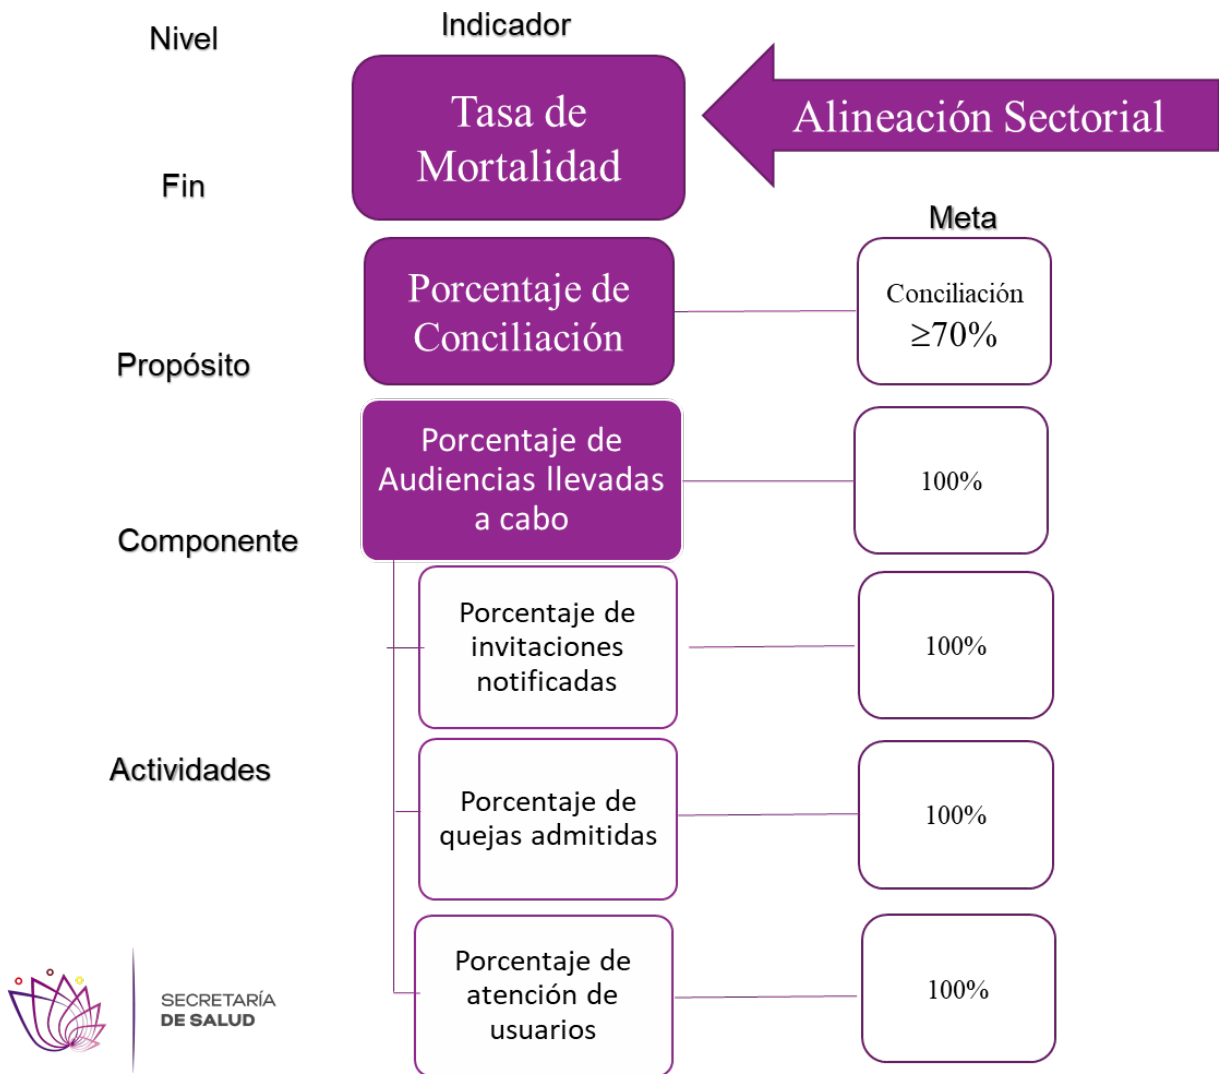 Nivel
Indicador
Tasa de
Mortalidad
Alineación Sectorial
Fin
Meta
Porcentaje de
Conciliación
Conciliación
≥70%
Propósito
Porcentaje de
Audiencias llevadas
a cabo
100%
Componente
Porcentaje de
invitaciones
notificadas
100%
Actividades
Porcentaje de
quejas admitidas
100%
Porcentaje de
atención de
usuarios
100%
SECRETARÍA
DE SALUD